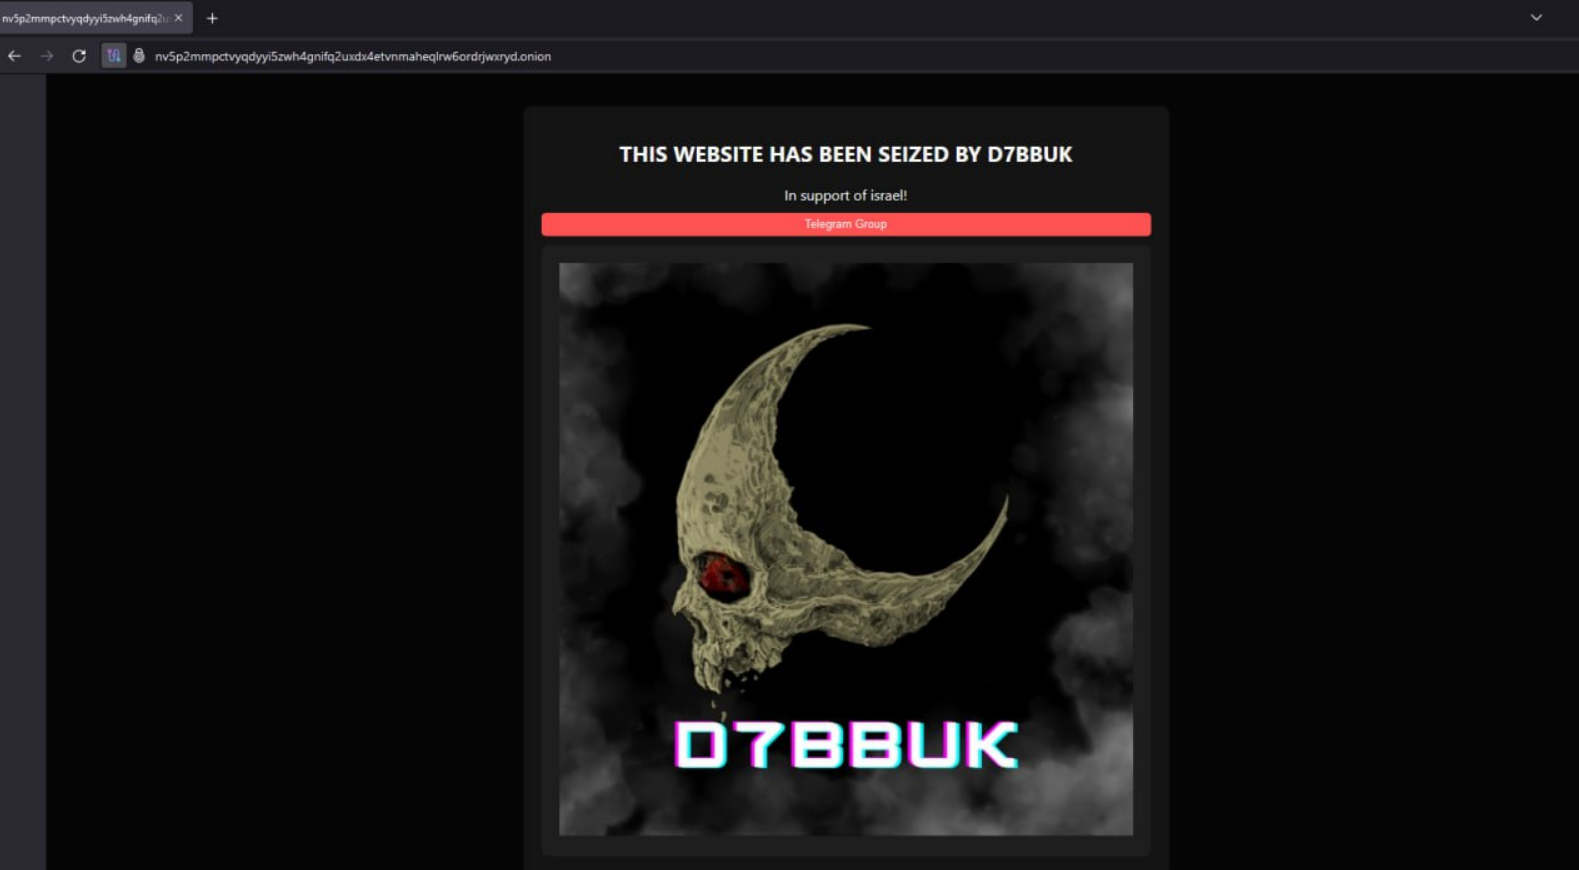 nv5p2mmpctvyqdyyi5zwh4gnifq2u
nv5p2mmpctvyqdyyi5zwh4gnifq2uxdx4etvnmaheqlrw6ordrjwxryd.onion
THIS WEBSITE HAS BEEN SEIZED BY D7BBUK
In support of israel!
Telegram Group
D7BBUK